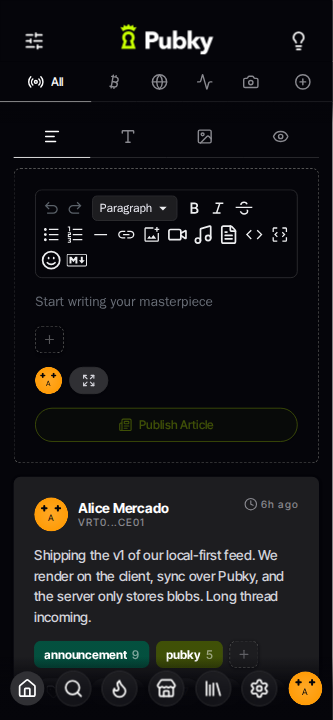 Pubky
All
Paragraph
B I S
M↓
Start writing your masterpiece
A
Publish Article
A
Alice Mercado
6h ago
VRT0...CE01
Shipping the v1 of our local-first feed. We
render on the client, sync over Pubky, and
the server only stores blobs. Long thread
incoming.
announcement 9 pubky 5
A